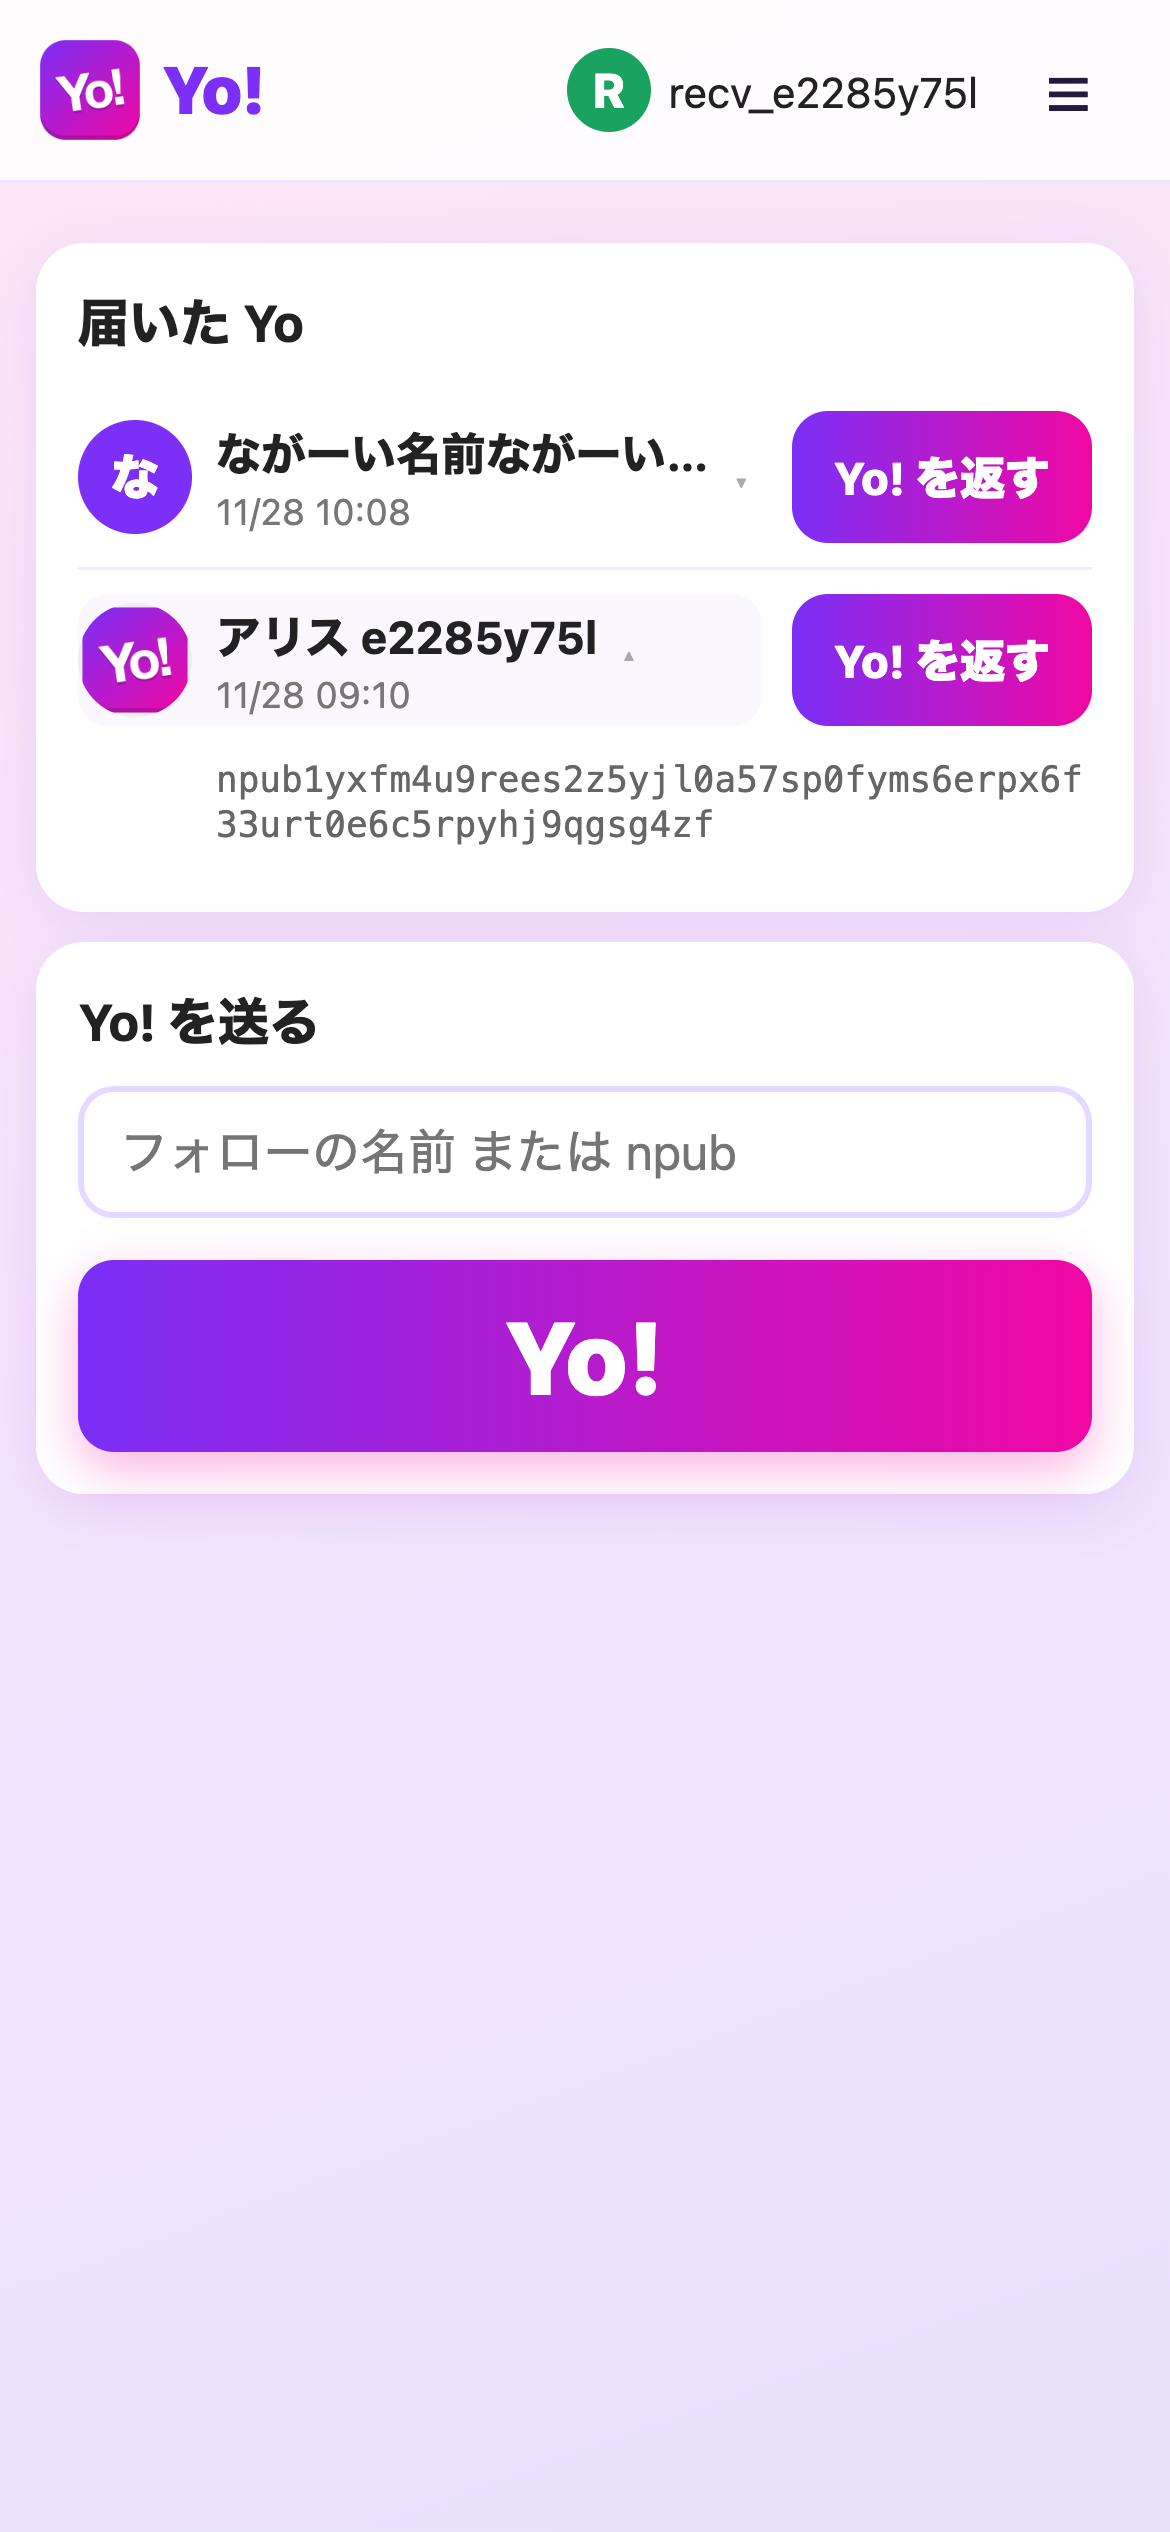 Yo! Yo!
R recv_e2285y75l
届いた Yo
な ながーい名前ながーい...
11/28 10:08
Yo! を返す
Yo! アリス e2285y75l
11/28 09:10
Yo! を返す
npub1yxfm4u9rees2z5yjl0a57sp0fyms6erpx6f
33urt0e6c5rpyhj9qgsg4zf
Yo! を送る
フォローの名前 または npub
Yo!